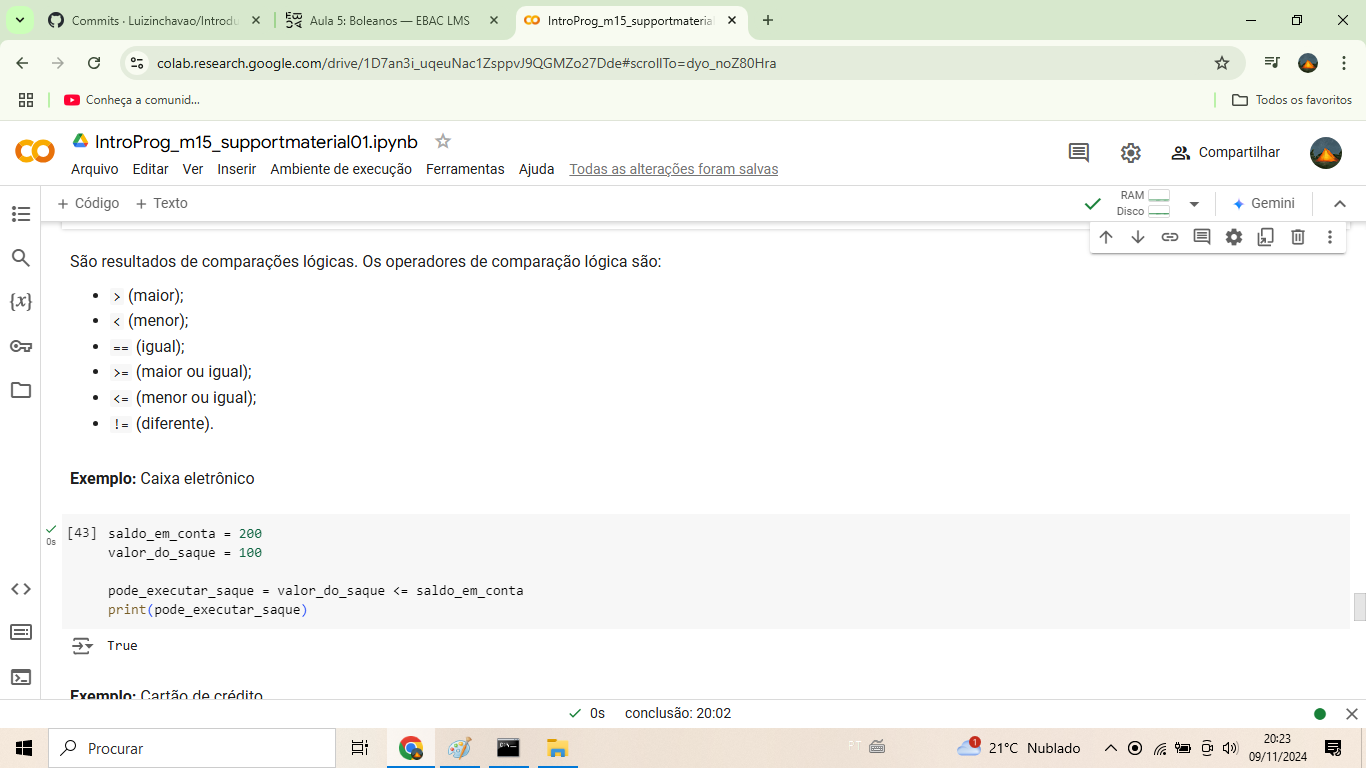 Commits · Luizinchavao/Introdu
Aula 5: Boleanos — EBAC LMS
IntroProg_m15_supportmaterial
colab.research.google.com/drive/1D7an3i_uqeuNac1ZsppvJ9QGMZo27Dde#scrollTo=dyo_noZ80Hra
Conheça a comunid...
Todos os favoritos
IntroProg_m15_supportmaterial01.ipynb
Arquivo Editar Ver Inserir Ambiente de execução Ferramentas Ajuda Todas as alterações foram salvas
Compartilhar
+ Código + Texto
RAM
Disco
Gemini
São resultados de comparações lógicas. Os operadores de comparação lógica são:
• > (maior);
• < (menor);
• == (igual);
• >= (maior ou igual);
• <= (menor ou igual);
• != (diferente).
Exemplo: Caixa eletrônico
0s
[43] saldo_em_conta = 200
valor_do_saque = 100
pode_executar_saque = valor_do_saque <= saldo_em_conta
print(pode_executar_saque)
True
Exemplo: Cartão de crédito
0s conclusão: 20:02
Procurar
21°C Nublado
1
20:23
09/11/2024